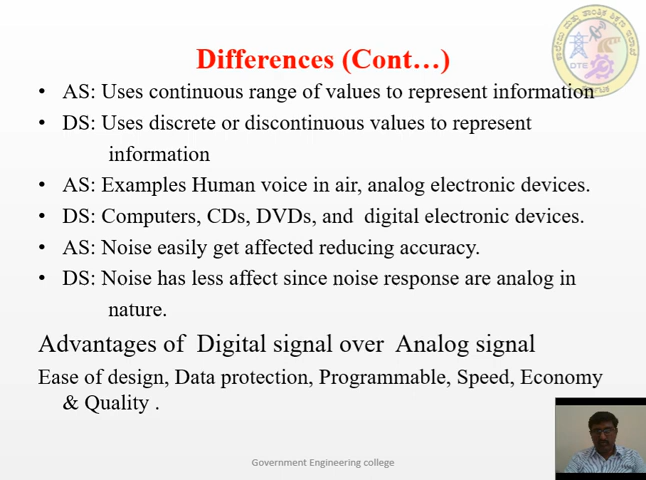 Differences (Cont…)
• AS: Uses continuous range of values to represent information
• DS: Uses discrete or discontinuous values to represent
information
• AS: Examples Human voice in air, analog electronic devices.
• DS: Computers, CDs, DVDs, and digital electronic devices.
• AS: Noise easily get affected reducing accuracy.
• DS: Noise has less affect since noise response are analog in
nature.
Advantages of Digital signal over Analog signal
Ease of design, Data protection, Programmable, Speed, Economy
& Quality .
DTE
Government Engineering college